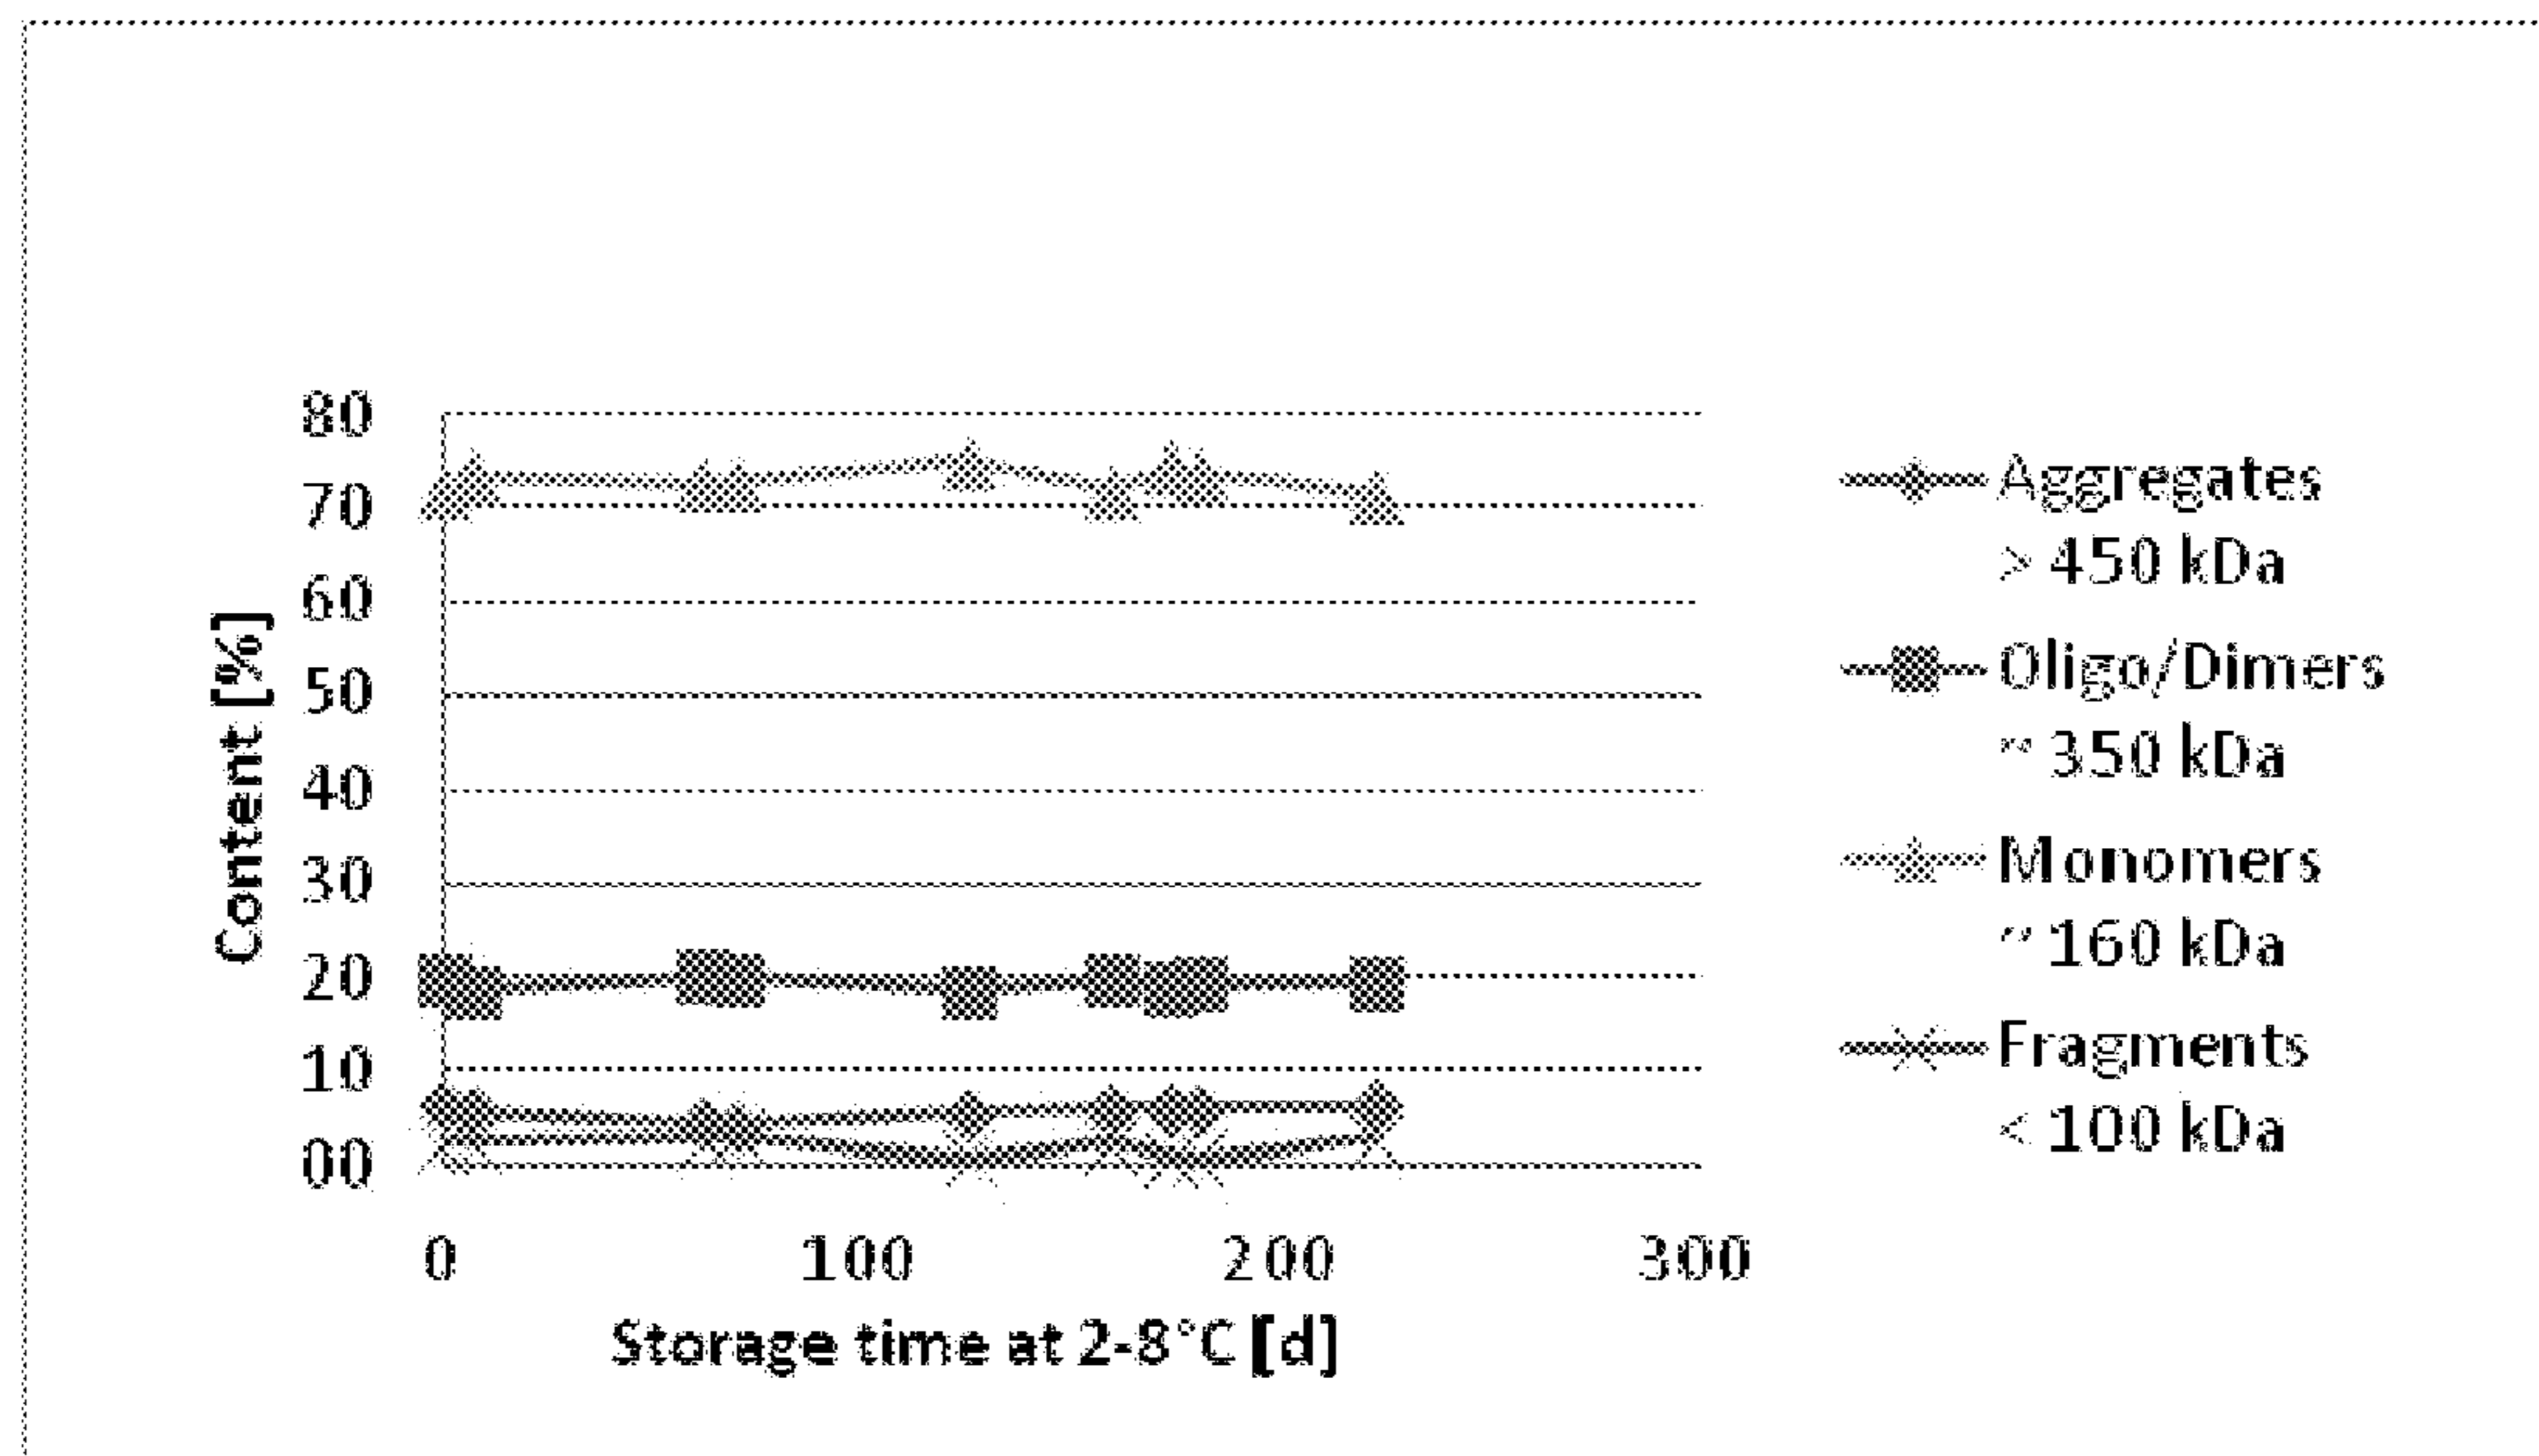 80
70
60
50
40
30
20
10
00
Content [%]
0 100 200 300
Storage time at 2-8°C [d]
Aggregates
> 450 kDa
Oligo/Dimers
~ 350 kDa
Monomers
~ 160 kDa
Fragments
< 100 kDa